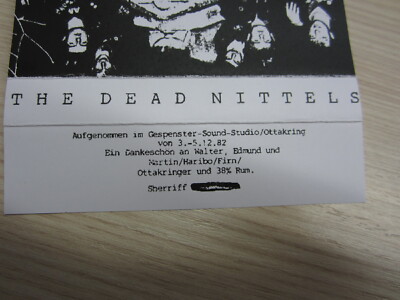 THE DEAD NITTELS
Aufgenommen im Gespenster-Sound-Studio/Ottakring
von 3.-5.12.82
Ein Dankeschön an Walter, Edmund und
Martin/Haribo/Firn/
Ottakringer und 38% Rum.
Sherriff